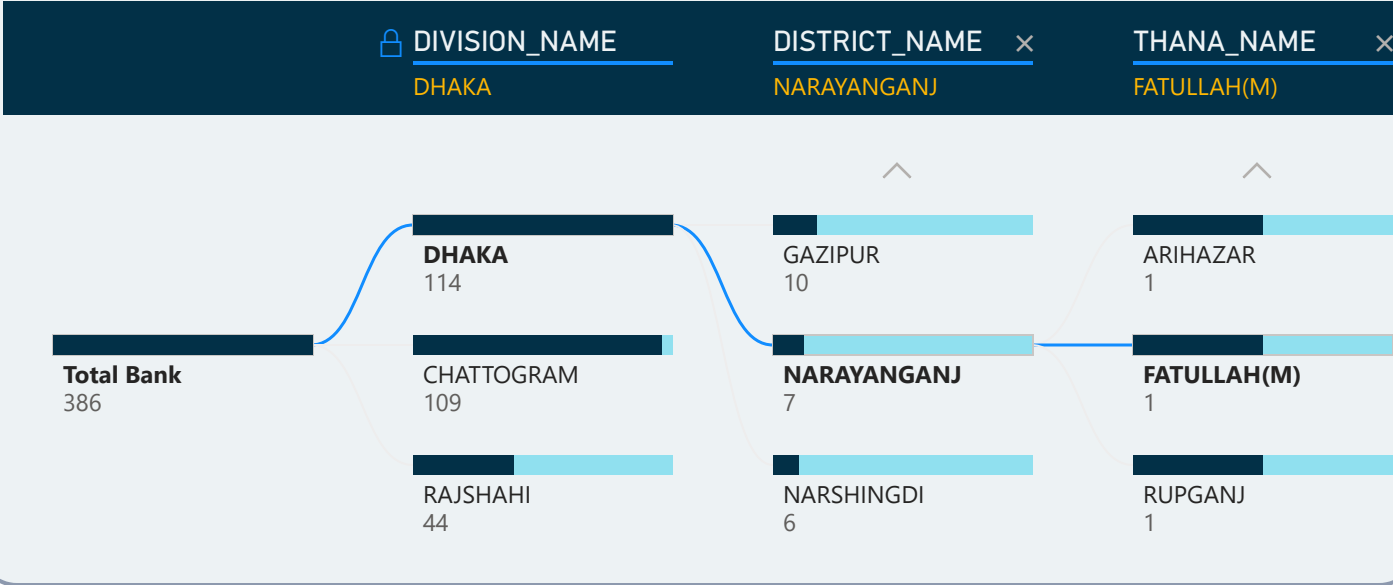 DIVISION_NAME
DHAKA
DISTRICT_NAME
NARAYANGANJ
THANA_NAME
FATULLAH(M)
Total Bank
386
DHAKA
114
CHATTOGRAM
109
RAJSHAHI
44
GAZIPUR
10
NARAYANGANJ
7
NARSHINGDI
6
ARIHAZAR
1
FATULLAH(M)
1
RUPGANJ
1